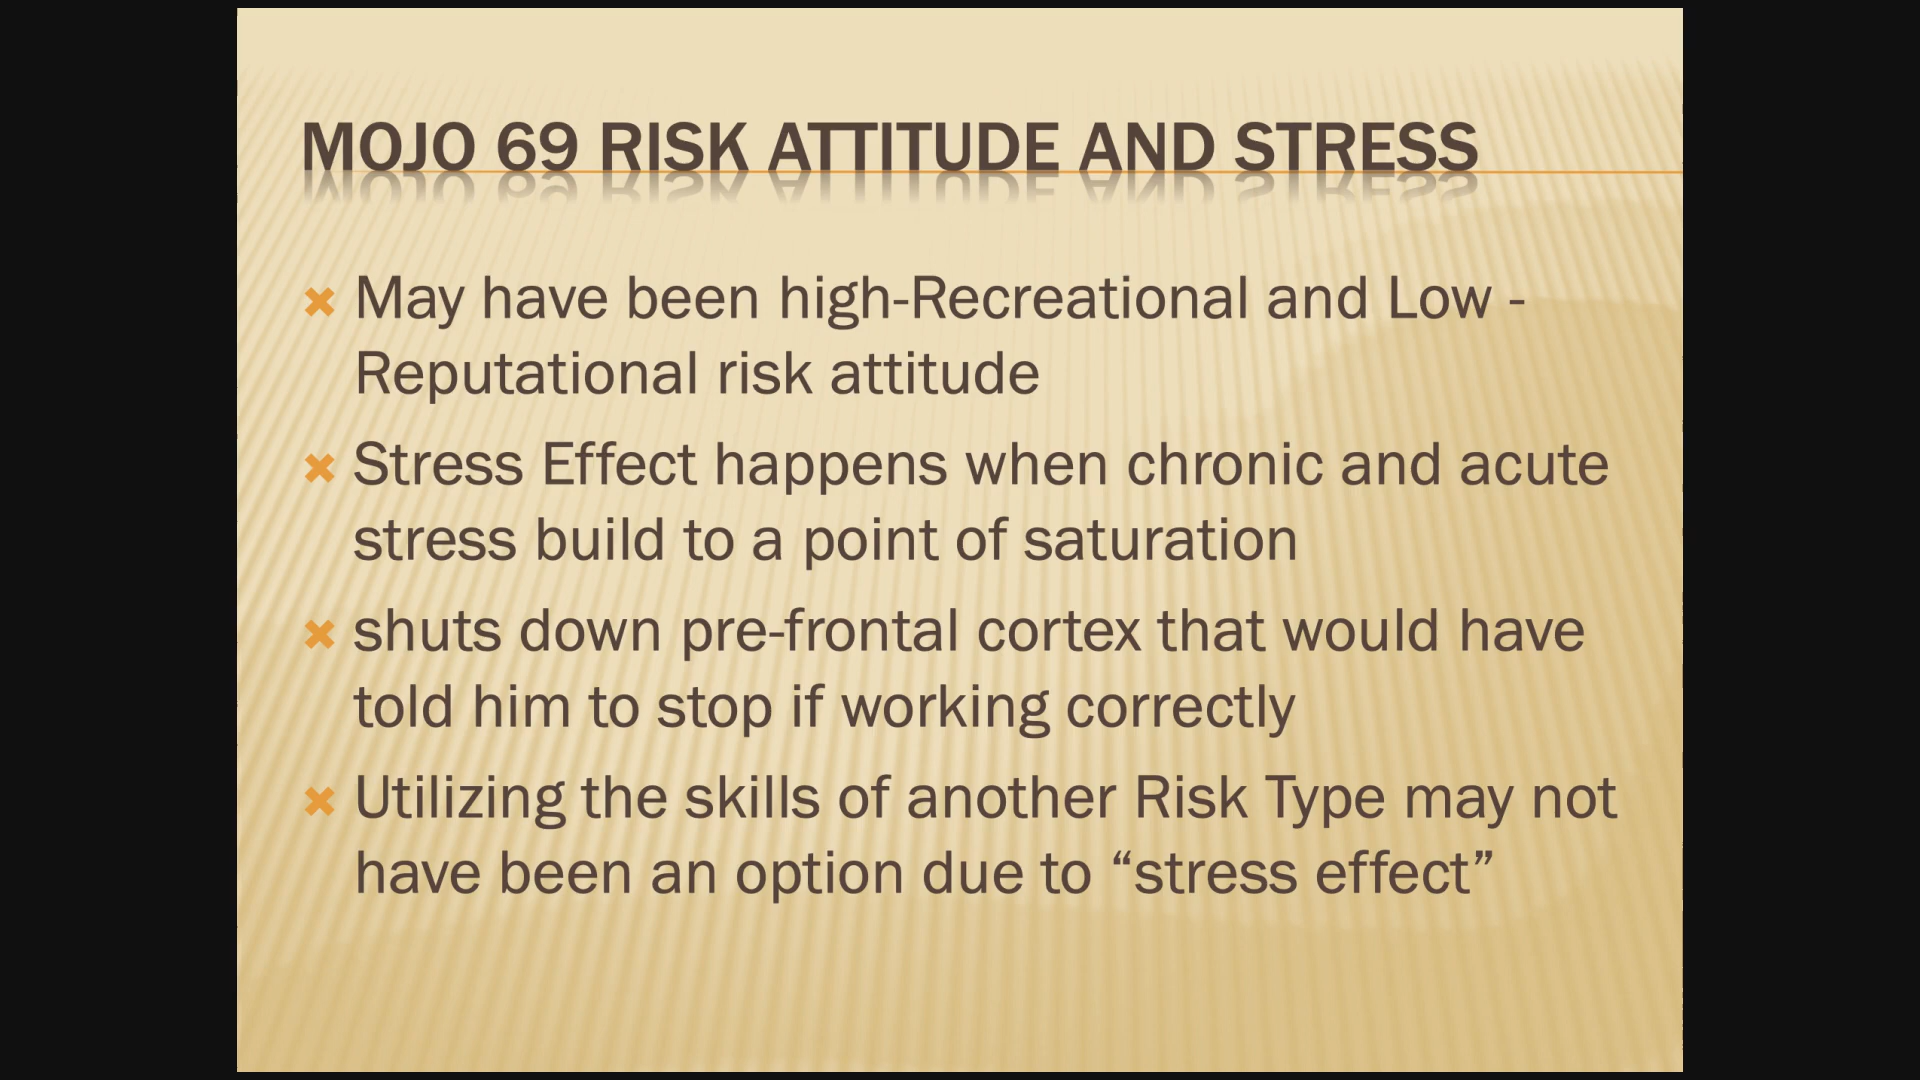 MOJO 69 RISK ATTITUDE AND STRESS
May have been high-Recreational and Low -
Reputational risk attitude
Stress Effect happens when chronic and acute
stress build to a point of saturation
shuts down pre-frontal cortex that would have
told him to stop if working correctly
Utilizing the skills of another Risk Type may not
have been an option due to “stress effect”